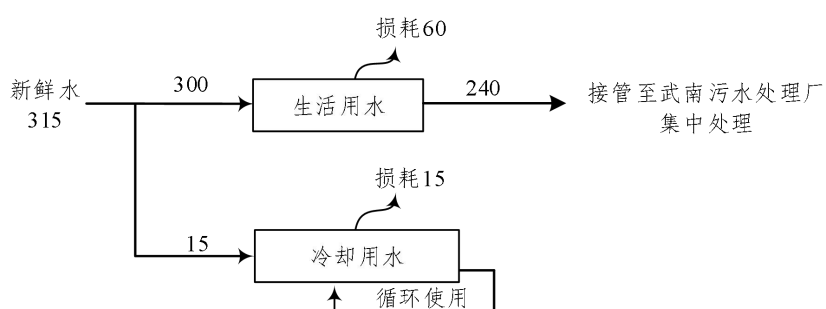 损耗60
新鲜水
315
300
生活用水
240
接管至武南污水处理厂
集中处理
损耗15
15
冷却用水
循环使用